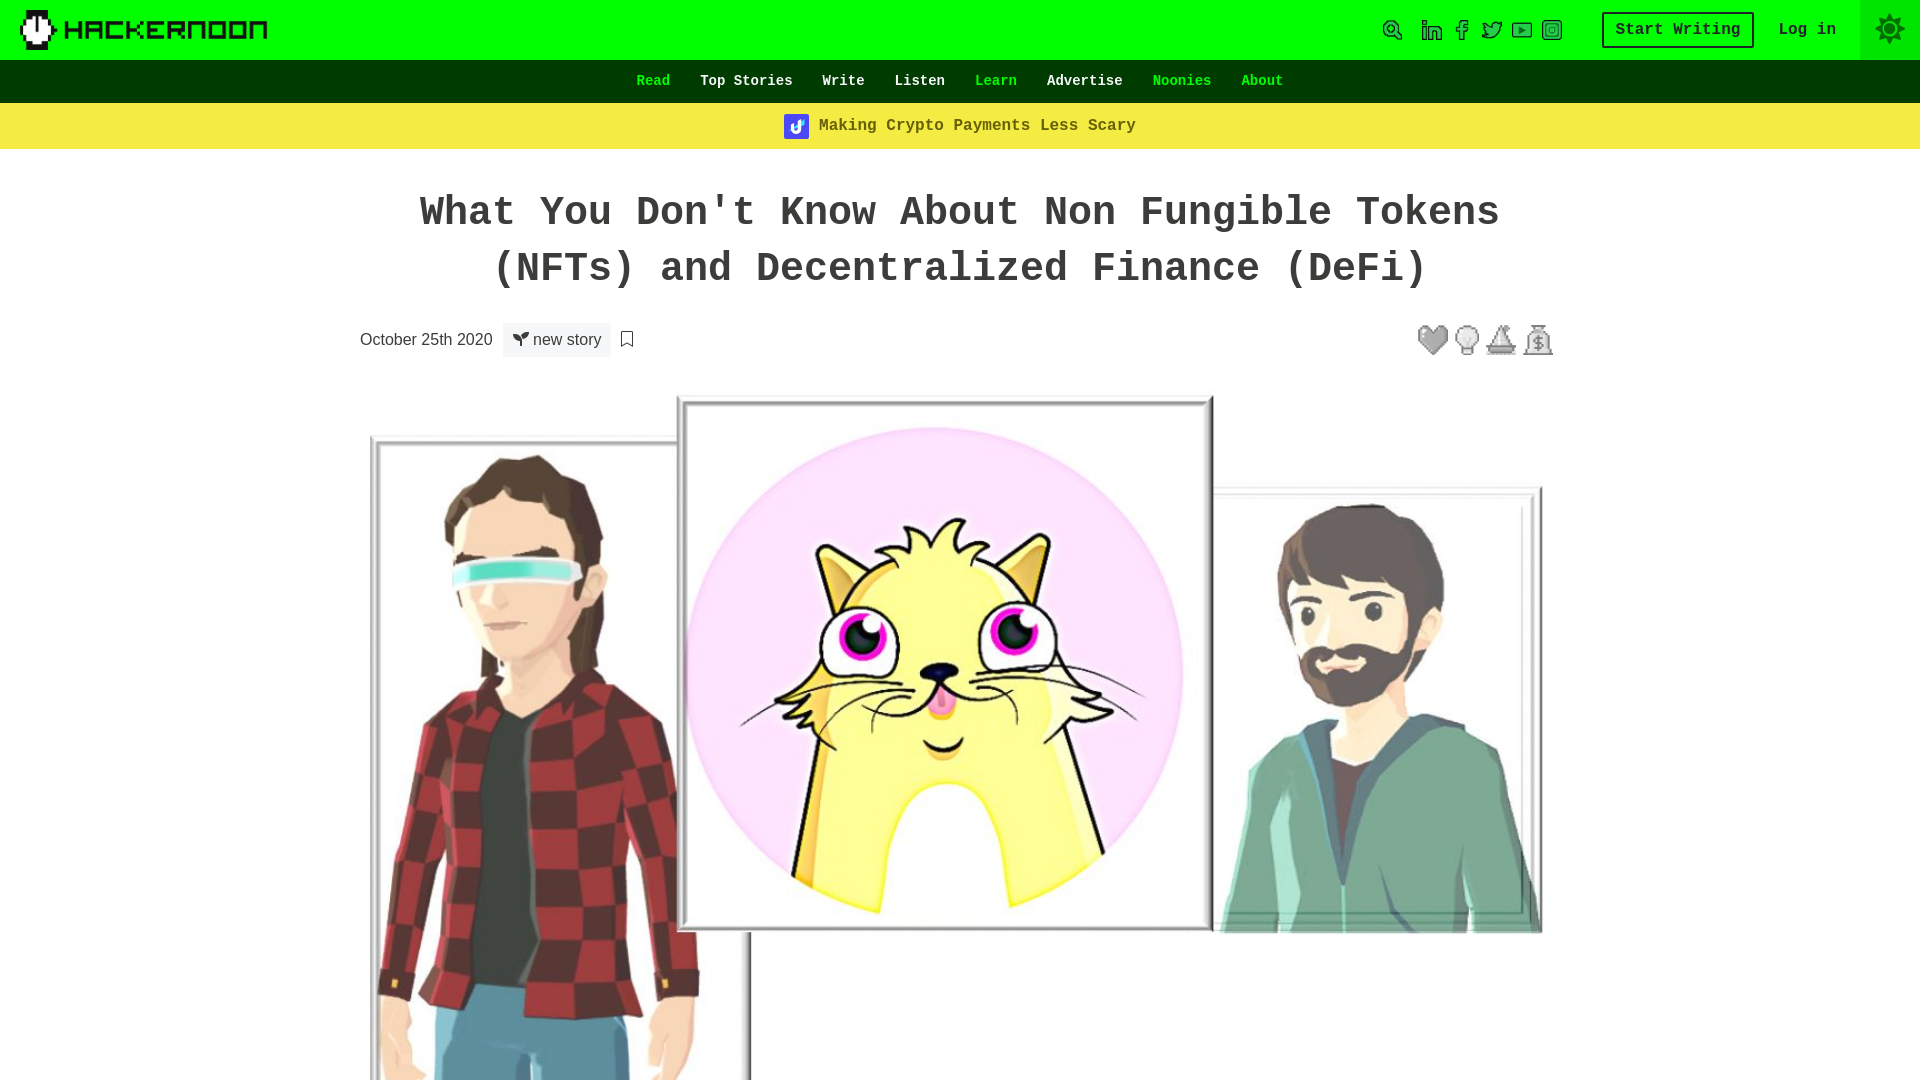 HACKERNOON
Start Writing
Log in
Read
Top Stories
Write
Listen
Learn
Advertise
Noonies
About
Making Crypto Payments Less Scary
What You Don't Know About Non Fungible Tokens
(NFTs) and Decentralized Finance (DeFi)
October 25th 2020
new story